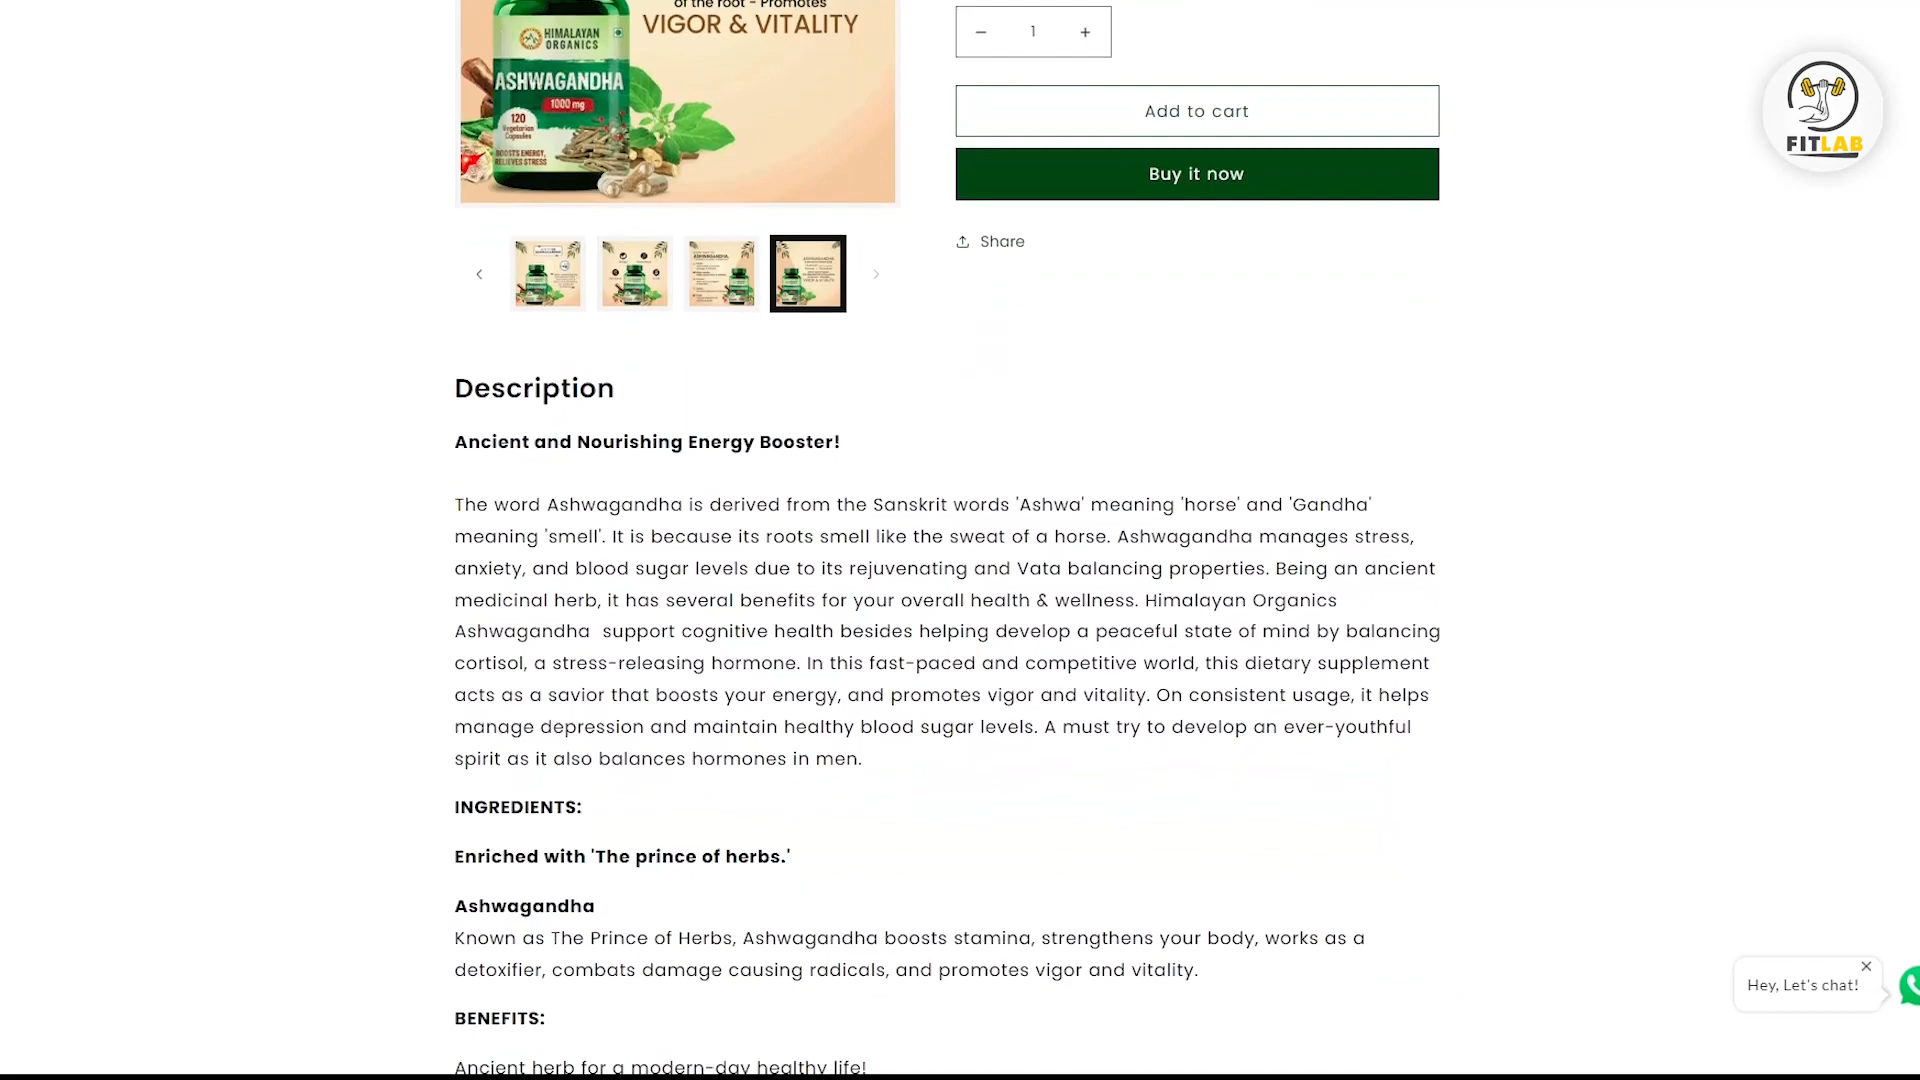 of the root - Promotes
VIGOR & VITALITY
HIMALAYAN
ORGANICS
ASHWAGANDHA
1000 mg
120
Vegetarian
Capsules
BOOSTS ENERGY,
RELIEVES STRESS
− 1 +
Add to cart
Buy it now
Share
FITLAB
Description
Ancient and Nourishing Energy Booster!
The word Ashwagandha is derived from the Sanskrit words 'Ashwa' meaning 'horse' and 'Gandha'
meaning 'smell'. It is because its roots smell like the sweat of a horse. Ashwagandha manages stress,
anxiety, and blood sugar levels due to its rejuvenating and Vata balancing properties. Being an ancient
medicinal herb, it has several benefits for your overall health & wellness. Himalayan Organics
Ashwagandha  support cognitive health besides helping develop a peaceful state of mind by balancing
cortisol, a stress-releasing hormone. In this fast-paced and competitive world, this dietary supplement
acts as a savior that boosts your energy, and promotes vigor and vitality. On consistent usage, it helps
manage depression and maintain healthy blood sugar levels. A must try to develop an ever-youthful
spirit as it also balances hormones in men.
INGREDIENTS:
Enriched with 'The prince of herbs.'
Ashwagandha
Known as The Prince of Herbs, Ashwagandha boosts stamina, strengthens your body, works as a
detoxifier, combats damage causing radicals, and promotes vigor and vitality.
BENEFITS:
Ancient herb for a modern-day healthy life!
Hey, Let's chat!